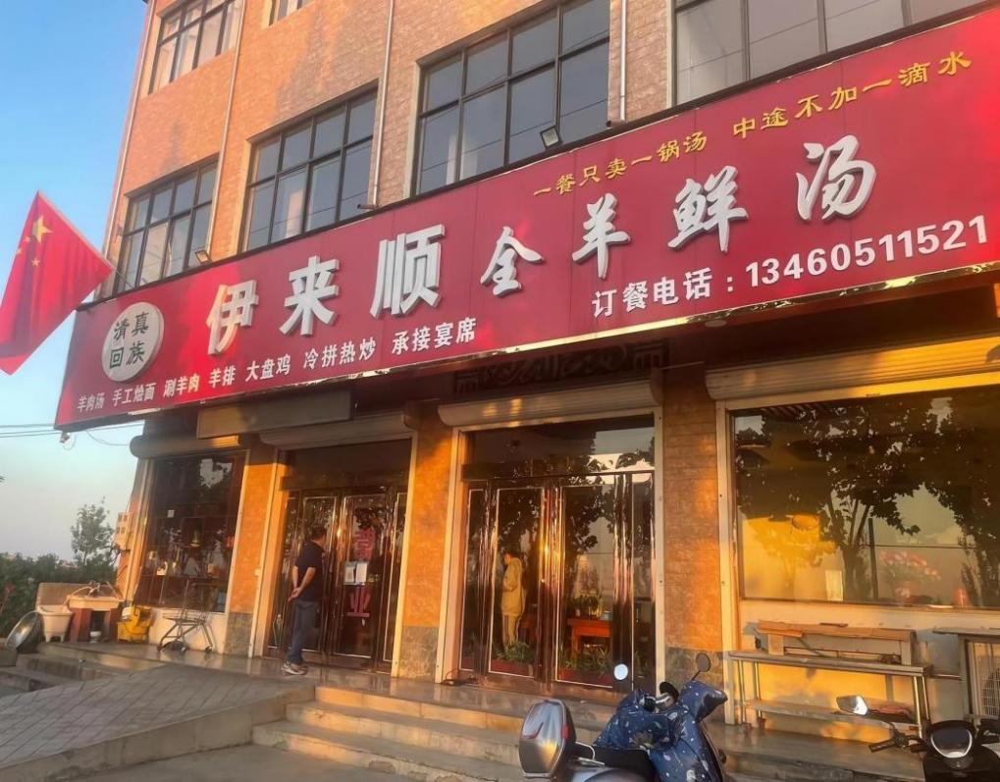 一餐只卖一锅汤 中途不加一滴水
清真
回族
伊来顺 全羊鲜汤
订餐电话：13460511521
羊肉汤 手工烩面 涮羊肉 羊排 大盘鸡 冷拼热炒 承接宴席
业